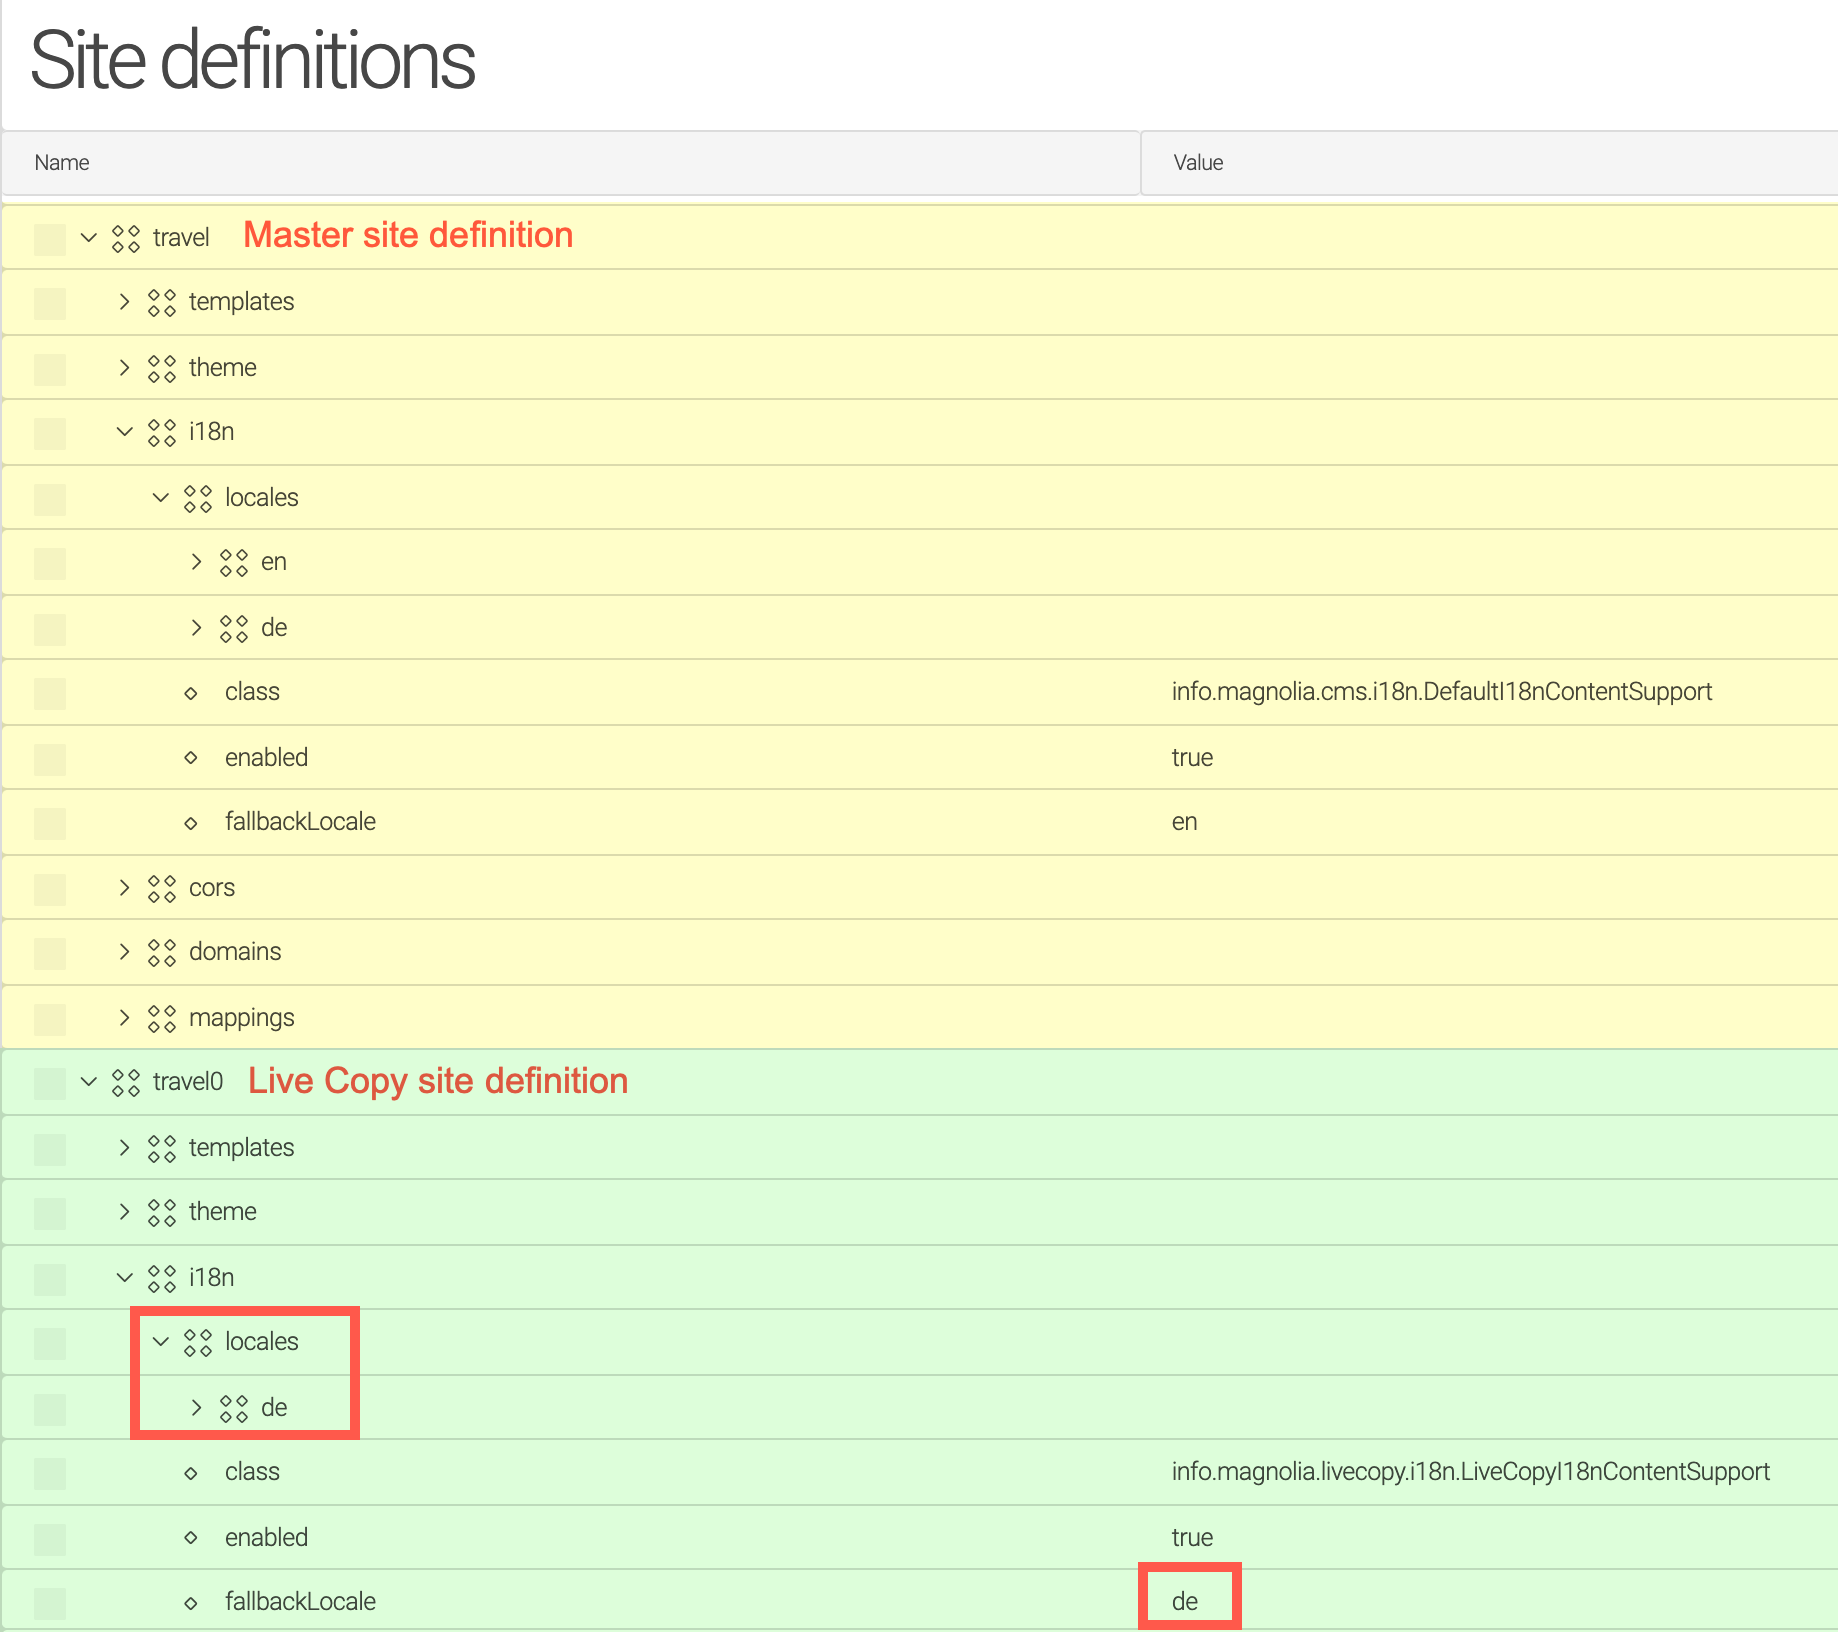 Site definitions
Name Value
travel Master site definition
templates
theme
i18n
locales
en
de
class info.magnolia.cms.i18n.DefaultI18nContentSupport
enabled true
fallbackLocale en
cors
domains
mappings
travel0 Live Copy site definition
templates
theme
i18n
locales
de
class info.magnolia.livecopy.i18n.LiveCopyI18nContentSupport
enabled true
fallbackLocale de